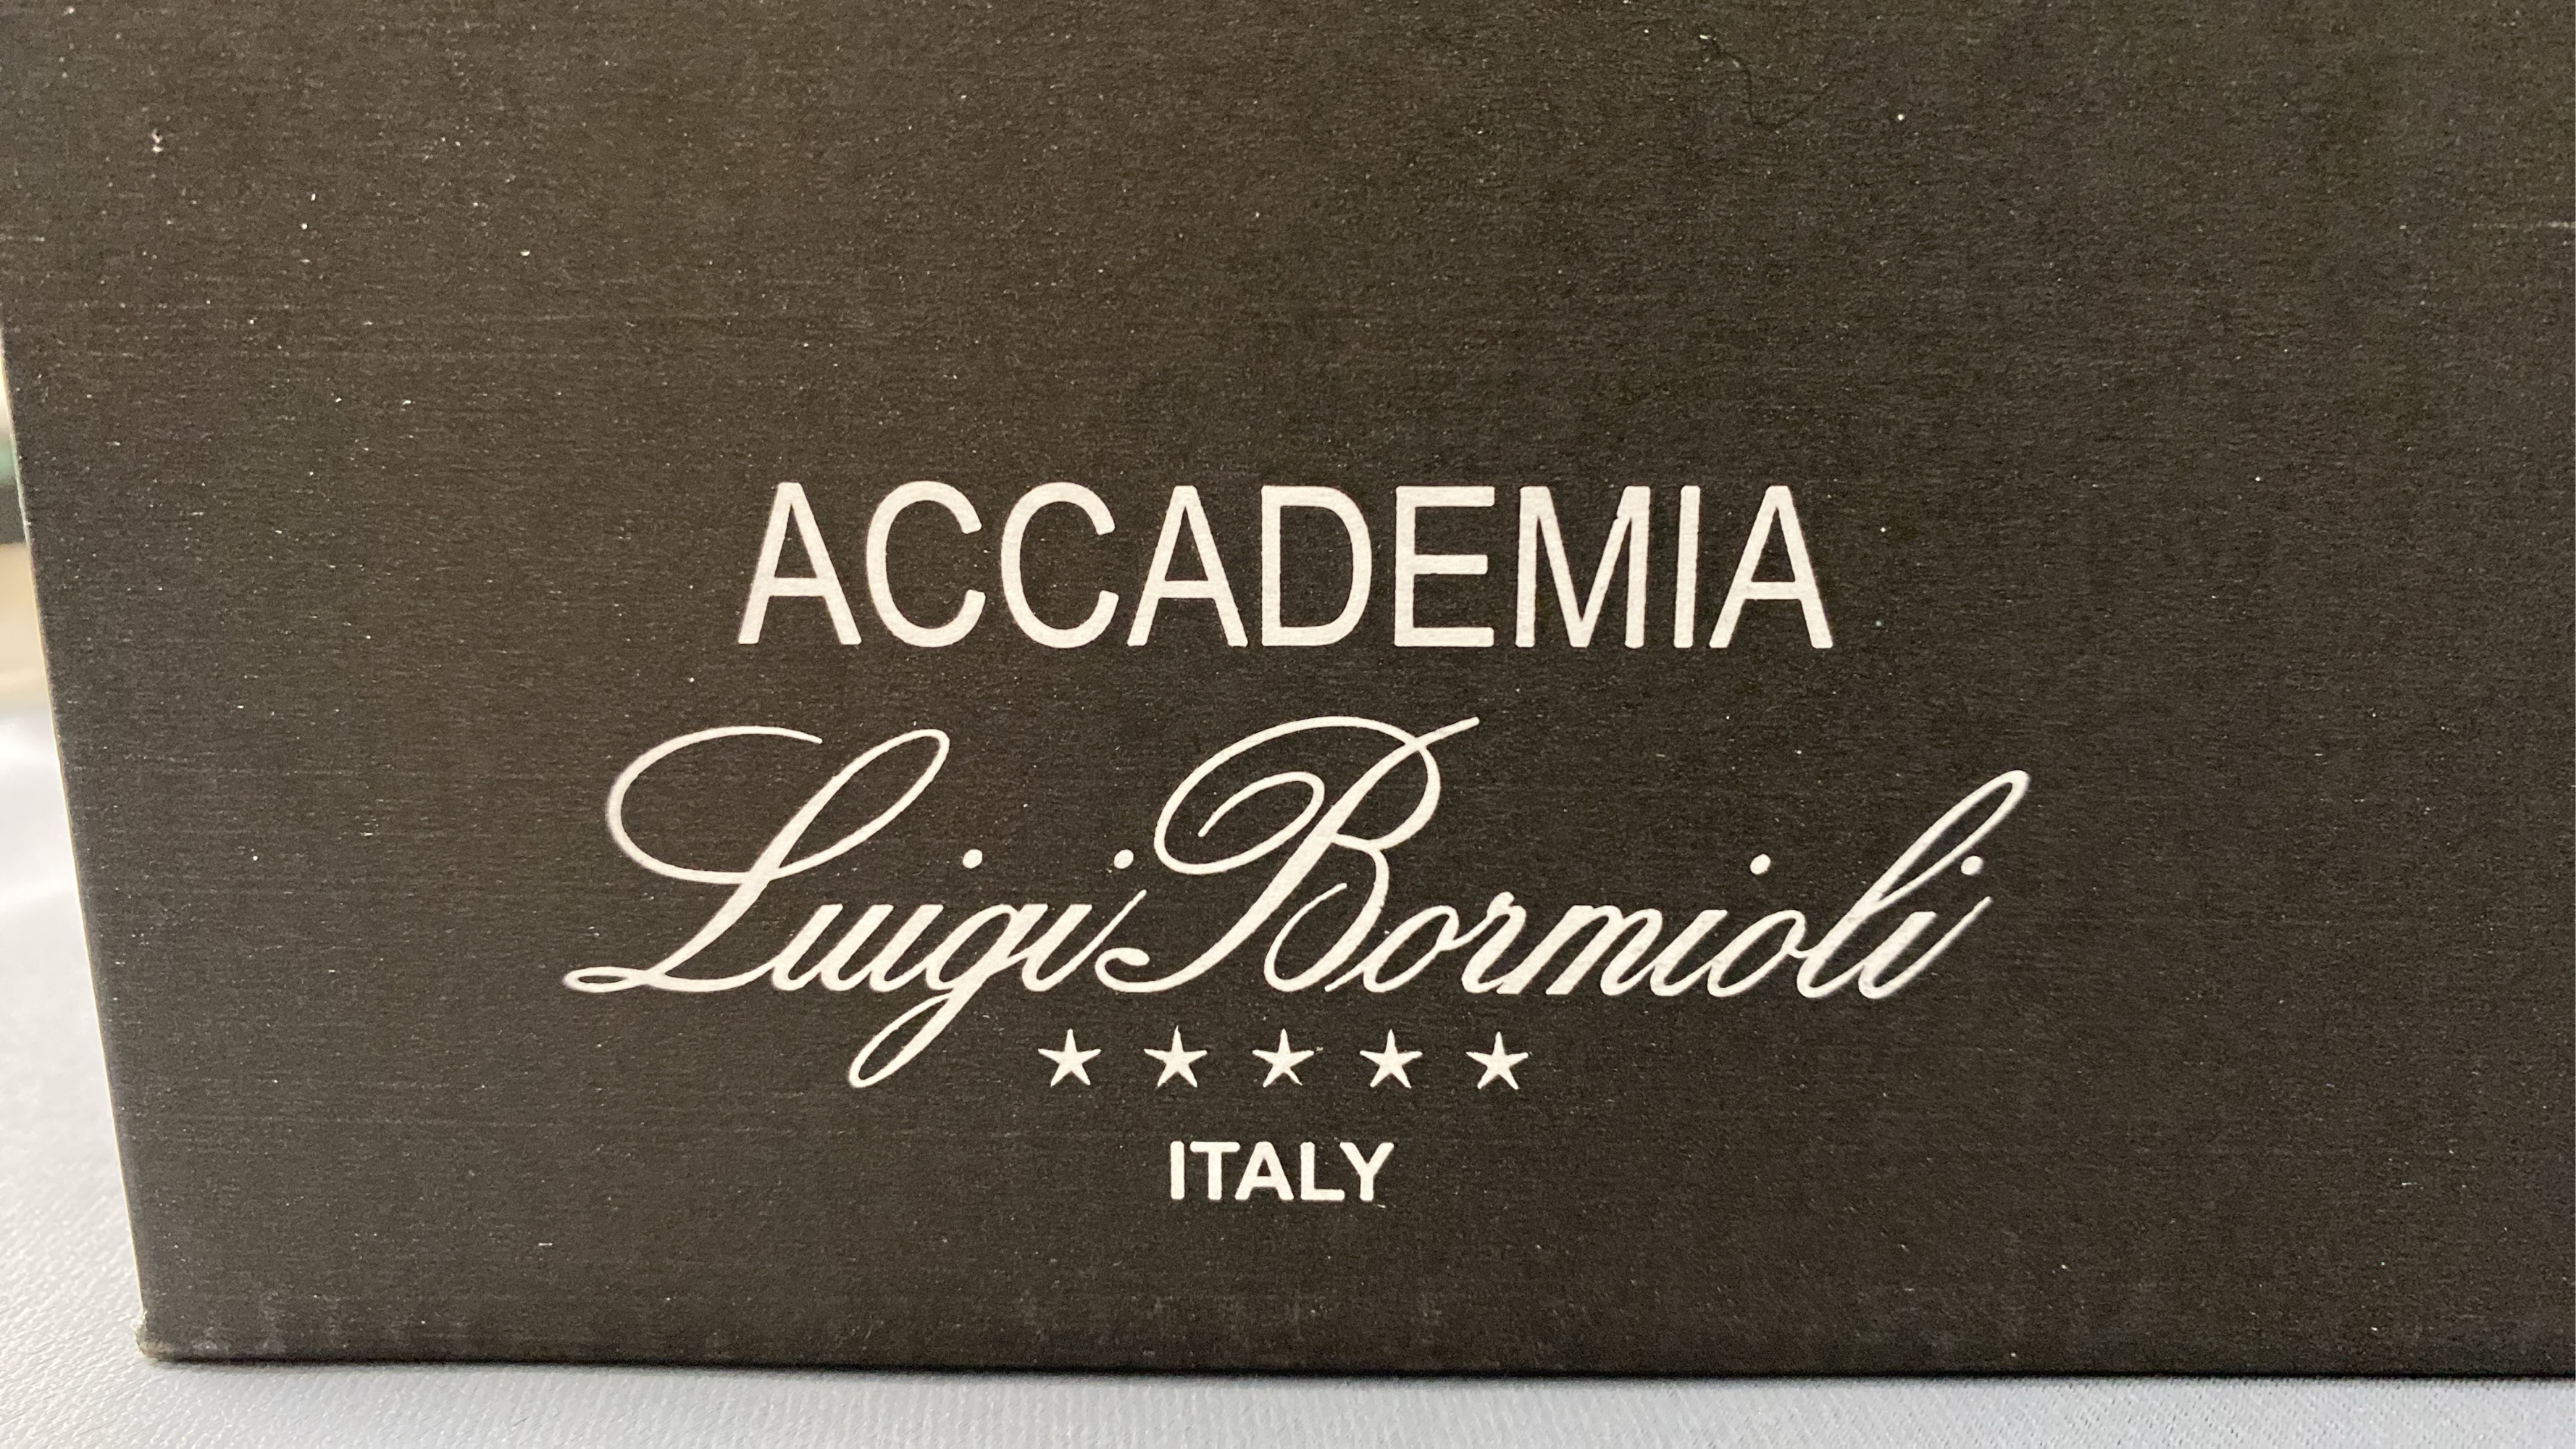 ACCADEMIA
Luigi Bormioli
★★★★★
ITALY